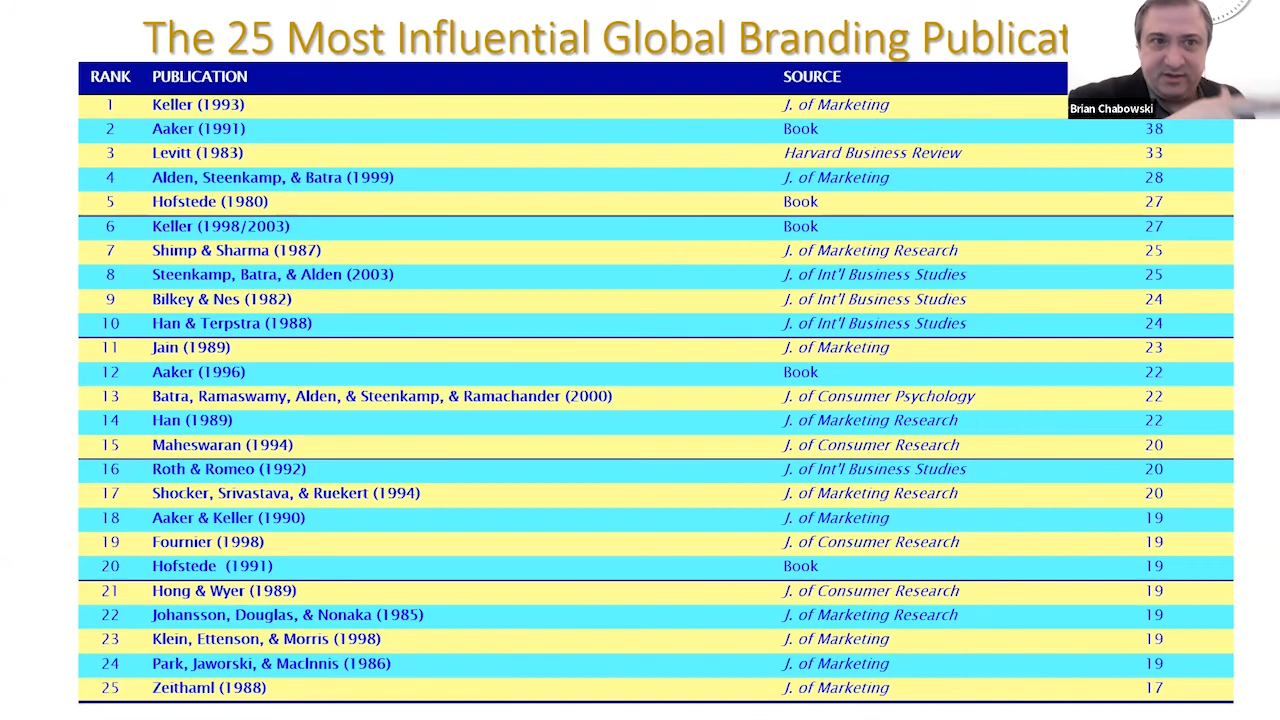 The 25 Most Influential Global Branding Publicat
RANK PUBLICATION SOURCE
1 Keller (1993) J. of Marketing
Brian Chabowski
2 Aaker (1991) Book 38
3 Levitt (1983) Harvard Business Review 33
4 Alden, Steenkamp, & Batra (1999) J. of Marketing 28
5 Hofstede (1980) Book 27
6 Keller (1998/2003) Book 27
7 Shimp & Sharma (1987) J. of Marketing Research 25
8 Steenkamp, Batra, & Alden (2003) J. of Int'l Business Studies 25
9 Bilkey & Nes (1982) J. of Int'l Business Studies 24
10 Han & Terpstra (1988) J. of Int'l Business Studies 24
11 Jain (1989) J. of Marketing 23
12 Aaker (1996) Book 22
13 Batra, Ramaswamy, Alden, & Steenkamp, & Ramachander (2000) J. of Consumer Psychology 22
14 Han (1989) J. of Marketing Research 22
15 Maheswaran (1994) J. of Consumer Research 20
16 Roth & Romeo (1992) J. of Int'l Business Studies 20
17 Shocker, Srivastava, & Ruekert (1994) J. of Marketing Research 20
18 Aaker & Keller (1990) J. of Marketing 19
19 Fournier (1998) J. of Consumer Research 19
20 Hofstede (1991) Book 19
21 Hong & Wyer (1989) J. of Consumer Research 19
22 Johansson, Douglas, & Nonaka (1985) J. of Marketing Research 19
23 Klein, Ettenson, & Morris (1998) J. of Marketing 19
24 Park, Jaworski, & MacInnis (1986) J. of Marketing 19
25 Zeithaml (1988) J. of Marketing 17